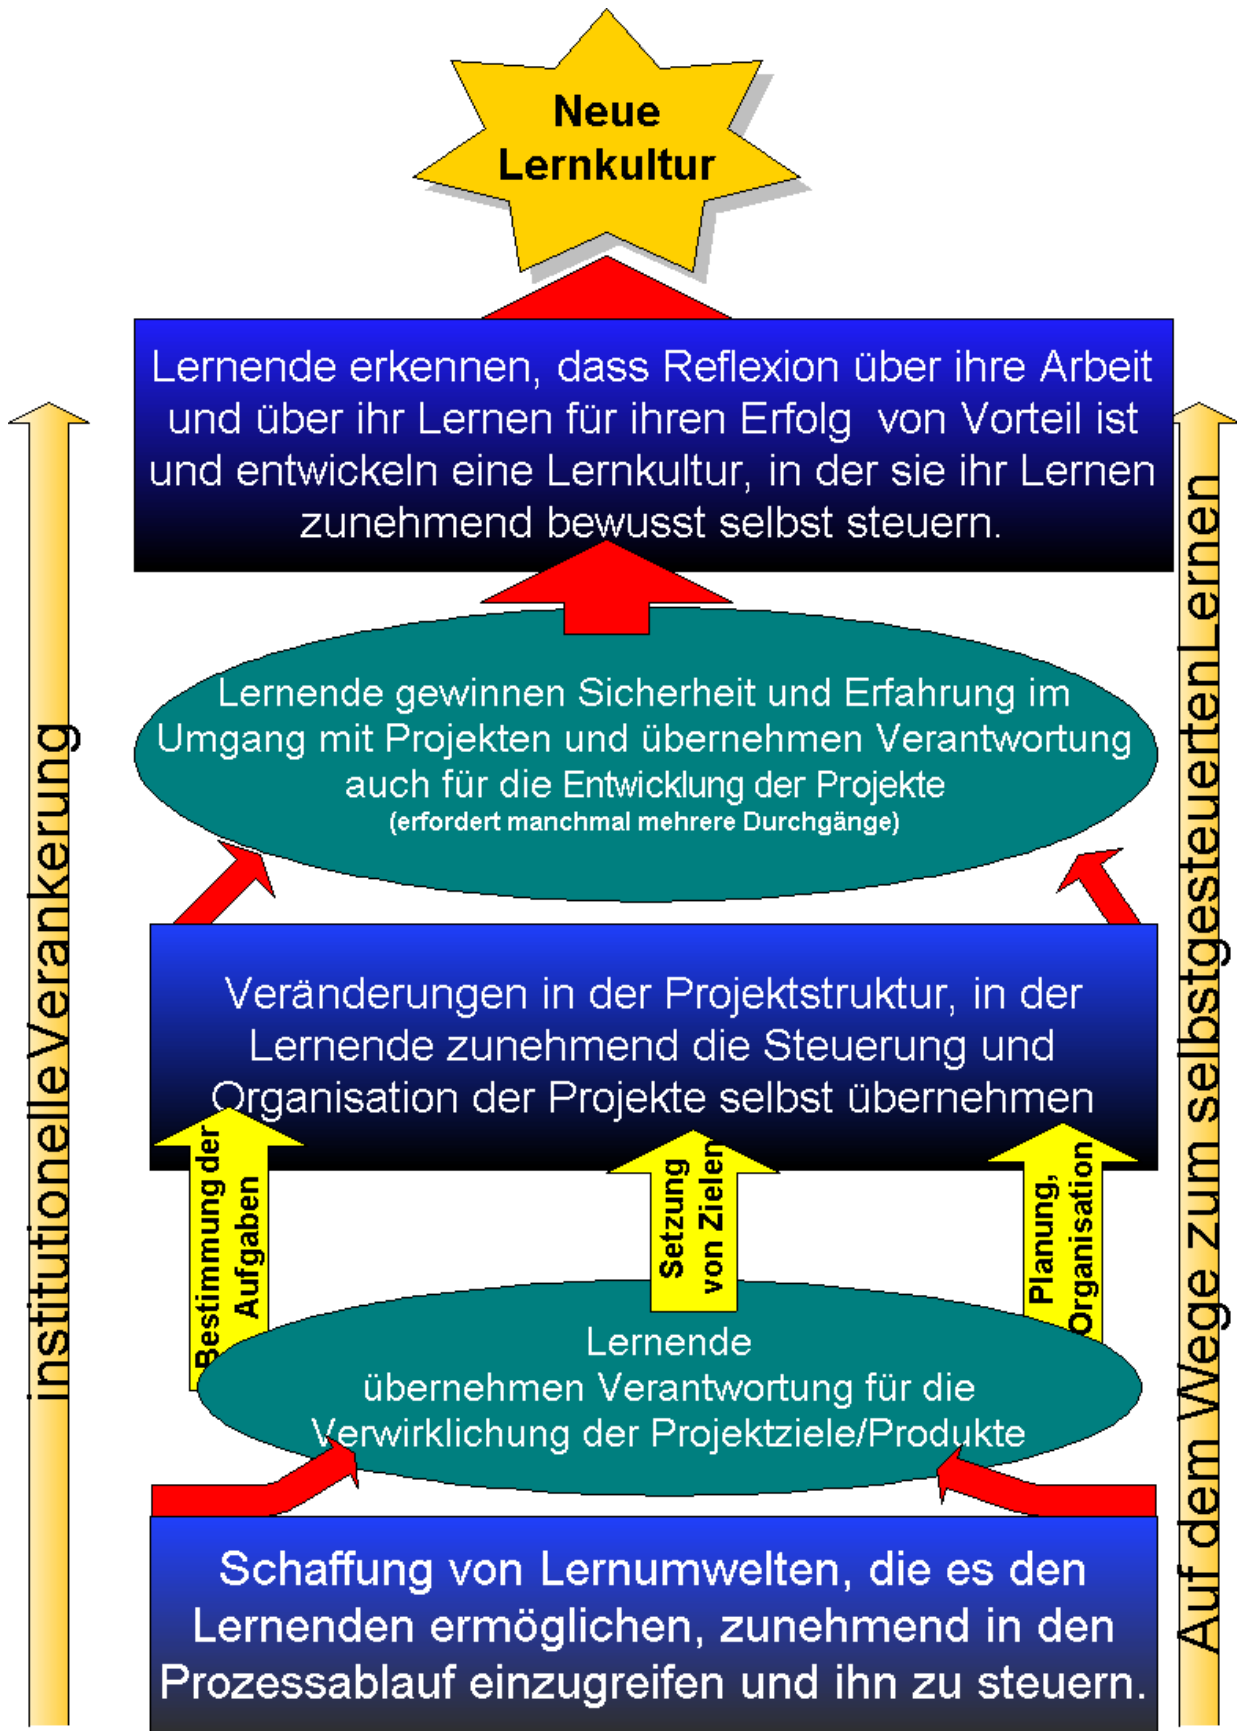 Neue
Lernkultur
Lernende erkennen, dass Reflexion über ihre Arbeit
und über ihr Lernen für ihren Erfolg von Vorteil ist
und entwickeln eine Lernkultur, in der sie ihr Lernen
zunehmend bewusst selbst steuern.
Lernende gewinnen Sicherheit und Erfahrung im
Umgang mit Projekten und übernehmen Verantwortung
auch für die Entwicklung der Projekte
(erfordert manchmal mehrere Durchgänge)
Veränderungen in der Projektstruktur, in der
Lernende zunehmend die Steuerung und
Organisation der Projekte selbst übernehmen
Bestimmung der
Aufgaben
Setzung
von Zielen
Planung,
Organisation
Lernende
übernehmen Verantwortung für die
Verwirklichung der Projektziele/Produkte
Schaffung von Lernumwelten, die es den
Lernenden ermöglichen, zunehmend in den
Prozessablauf einzugreifen und ihn zu steuern.
institutionelle Verankerung
Auf dem Wege zum selbstgesteuerten Lernen